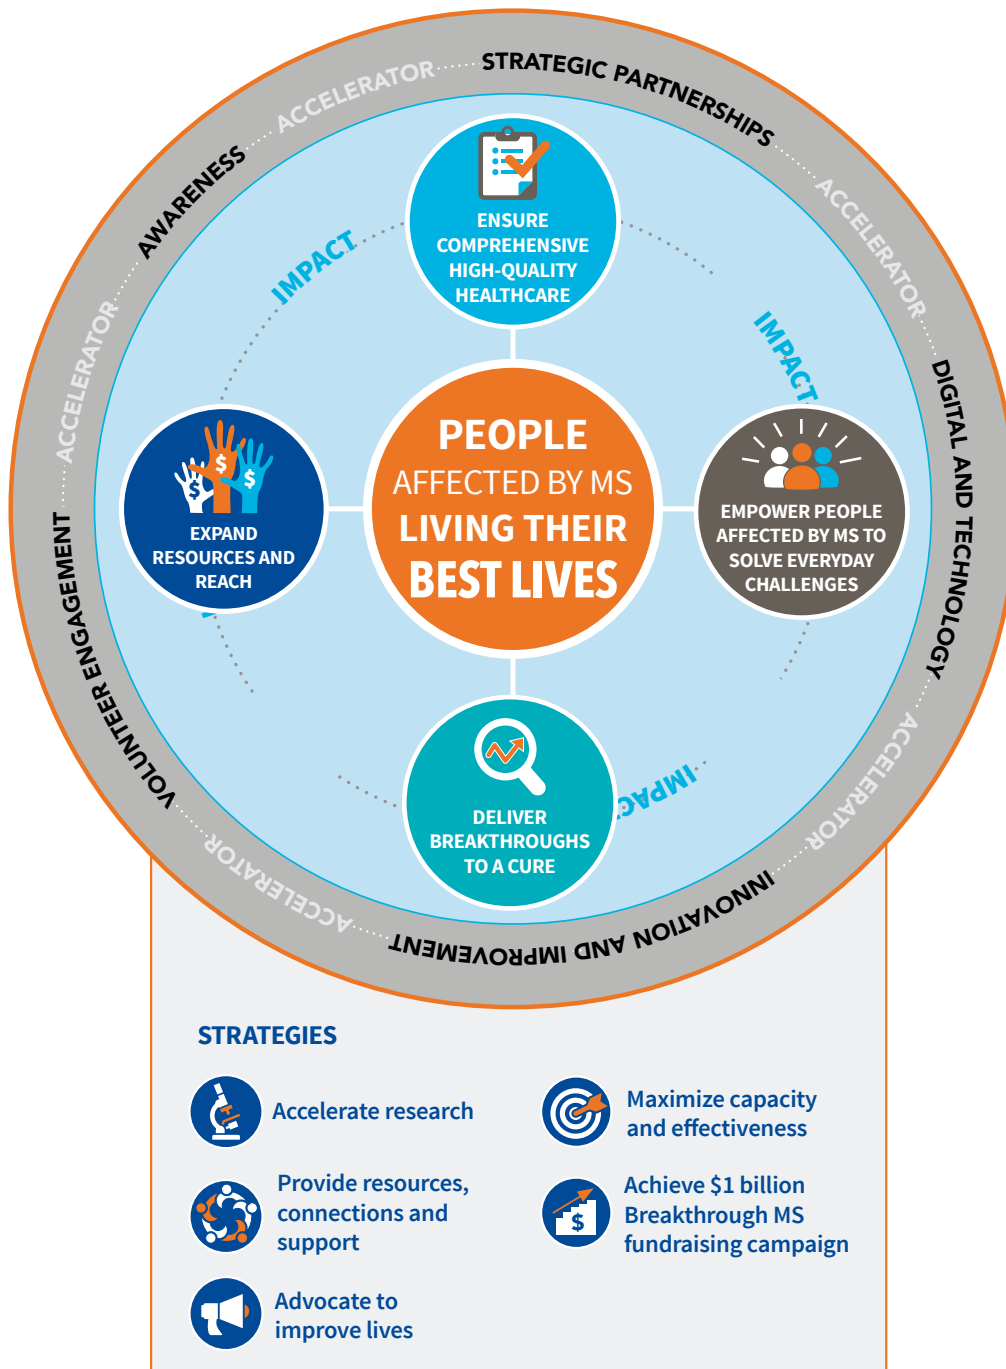 STRATEGIC PARTNERSHIPS
ACCELERATOR
DIGITAL AND TECHNOLOGY
ACCELERATOR
INNOVATION AND IMPROVEMENT
ACCELERATOR
VOLUNTEER ENGAGEMENT
ACCELERATOR
AWARENESS
ACCELERATOR
IMPACT
IMPACT
IMPACT
ENSURE
COMPREHENSIVE
HIGH-QUALITY
HEALTHCARE
PEOPLE
AFFECTED BY MS
LIVING THEIR
BEST LIVES
$
$
$
EXPAND
RESOURCES AND
REACH
EMPOWER PEOPLE
AFFECTED BY MS TO
SOLVE EVERYDAY
CHALLENGES
DELIVER
BREAKTHROUGHS
TO A CURE
STRATEGIES
Accelerate research
Provide resources,
connections and
support
Advocate to
improve lives
Maximize capacity
and effectiveness
$
Achieve $1 billion
Breakthrough MS
fundraising campaign